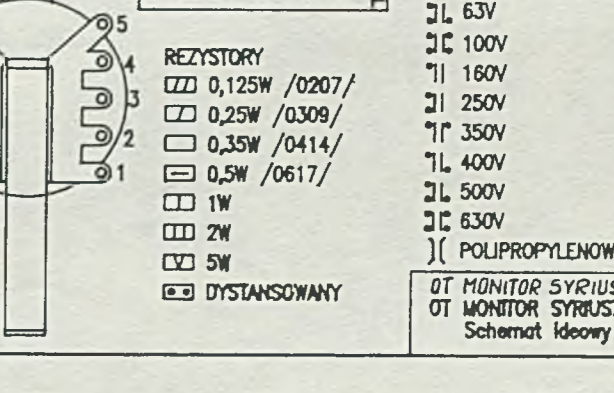 5
4
3
2
1
REZYSTORY
0,125W /0207/
0,25W /0309/
0,35W /0414/
0,5W /0617/
1W
2W
5W
DYSTANSOWANY
63V
100V
160V
250V
350V
400V
500V
630V
POLIPROPYLENOW
OT MONITOR SYRIUS
OT MONITOR SYRIUS
Schemat ideowy